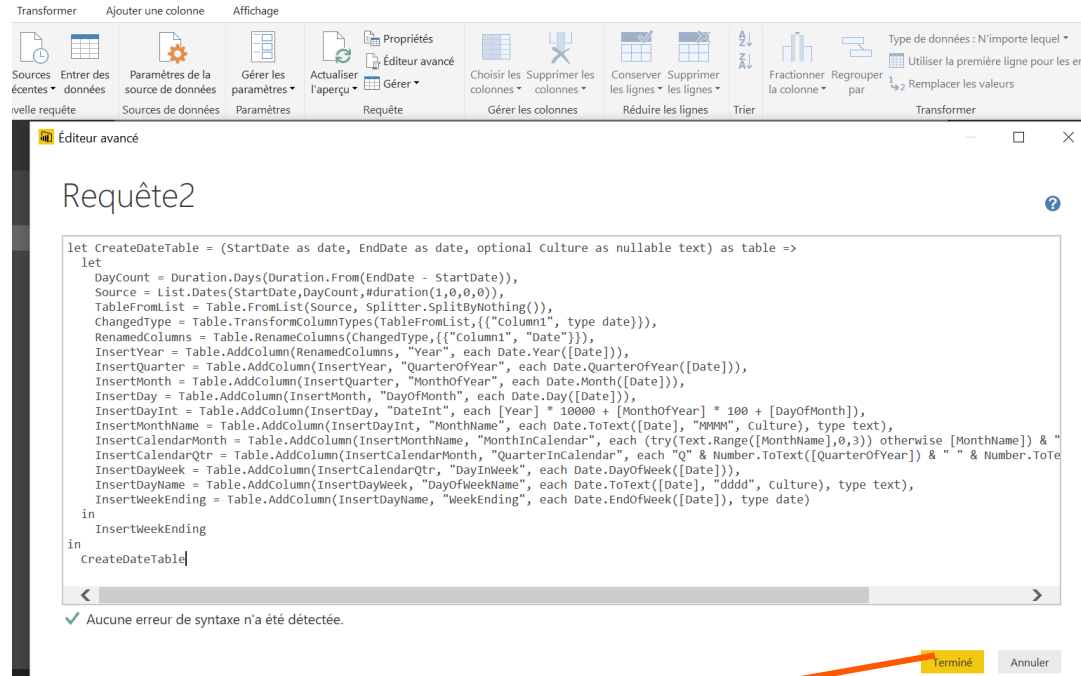 Transformer Ajouter une colonne Affichage
Sources Entrer des Paramètres de la Gérer les Actualiser Propriétés Éditeur avancé Gérer Choisir les Supprimer les Conserver Supprimer Fractionner Regrouper Type de données : N'importe lequel
données source de données paramètres l'aperçu colonnes colonnes les lignes les lignes la colonne par Utiliser la première ligne pour les
Remplacer les valeurs
requête Sources de données Paramètres Requête Gérer les colonnes Réduire les lignes Trier Transformer
Éditeur avancé
Requête2
let CreateDateTable = (StartDate as date, EndDate as date, optional Culture as nullable text) as table =>
let
DayCount = Duration.Days(Duration.From(EndDate - StartDate)),
Source = List.Dates(StartDate,DayCount,#duration(1,0,0,0)),
TableFromList = Table.FromList(Source, Splitter.SplitByNothing()),
ChangedType = Table.TransformColumnTypes(TableFromList,{{"Column1", type date}}),
RenamedColumns = Table.RenameColumns(ChangedType,{{"Column1", "Date"}}),
InsertYear = Table.AddColumn(RenamedColumns, "Year", each Date.Year([Date])),
InsertQuarter = Table.AddColumn(InsertYear, "QuarterOfYear", each Date.QuarterOfYear([Date])),
InsertMonth = Table.AddColumn(InsertQuarter, "MonthOfYear", each Date.Month([Date])),
InsertDay = Table.AddColumn(InsertMonth, "DayOfMonth", each Date.Day([Date])),
InsertDayInt = Table.AddColumn(InsertDay, "DateInt", each [Year] * 10000 + [MonthOfYear] * 100 + [DayOfMonth]),
InsertMonthName = Table.AddColumn(InsertDayInt, "MonthName", each Date.ToText([Date], "MMMM", Culture), type text),
InsertCalendarMonth = Table.AddColumn(InsertMonthName, "MonthInCalendar", each (try(Text.Range([MonthName],0,3)) otherwise [MonthName]) & "
InsertCalendarQtr = Table.AddColumn(InsertCalendarMonth, "QuarterInCalendar", each "Q" & Number.ToText([QuarterOfYear]) & " " & Number.ToTe
InsertDayWeek = Table.AddColumn(InsertCalendarQtr, "DayInWeek", each Date.DayOfWeek([Date])),
InsertDayName = Table.AddColumn(InsertDayWeek, "DayOfWeekName", each Date.ToText([Date], "dddd", Culture), type text),
InsertWeekEnding = Table.AddColumn(InsertDayName, "WeekEnding", each Date.EndOfWeek([Date]), type date)
in
InsertWeekEnding
in
CreateDateTable
Aucune erreur de syntaxe n'a été détectée.
Terminé Annuler